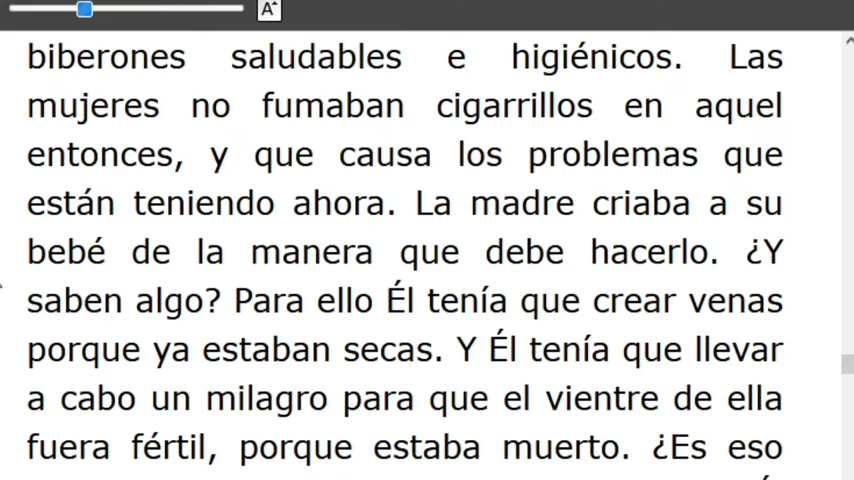 A
biberones saludables e higiénicos. Las
mujeres no fumaban cigarrillos en aquel
entonces, y que causa los problemas que
están teniendo ahora. La madre criaba a su
bebé de la manera que debe hacerlo. ¿Y
saben algo? Para ello Él tenía que crear venas
porque ya estaban secas. Y Él tenía que llevar
a cabo un milagro para que el vientre de ella
fuera fértil, porque estaba muerto. ¿Es eso